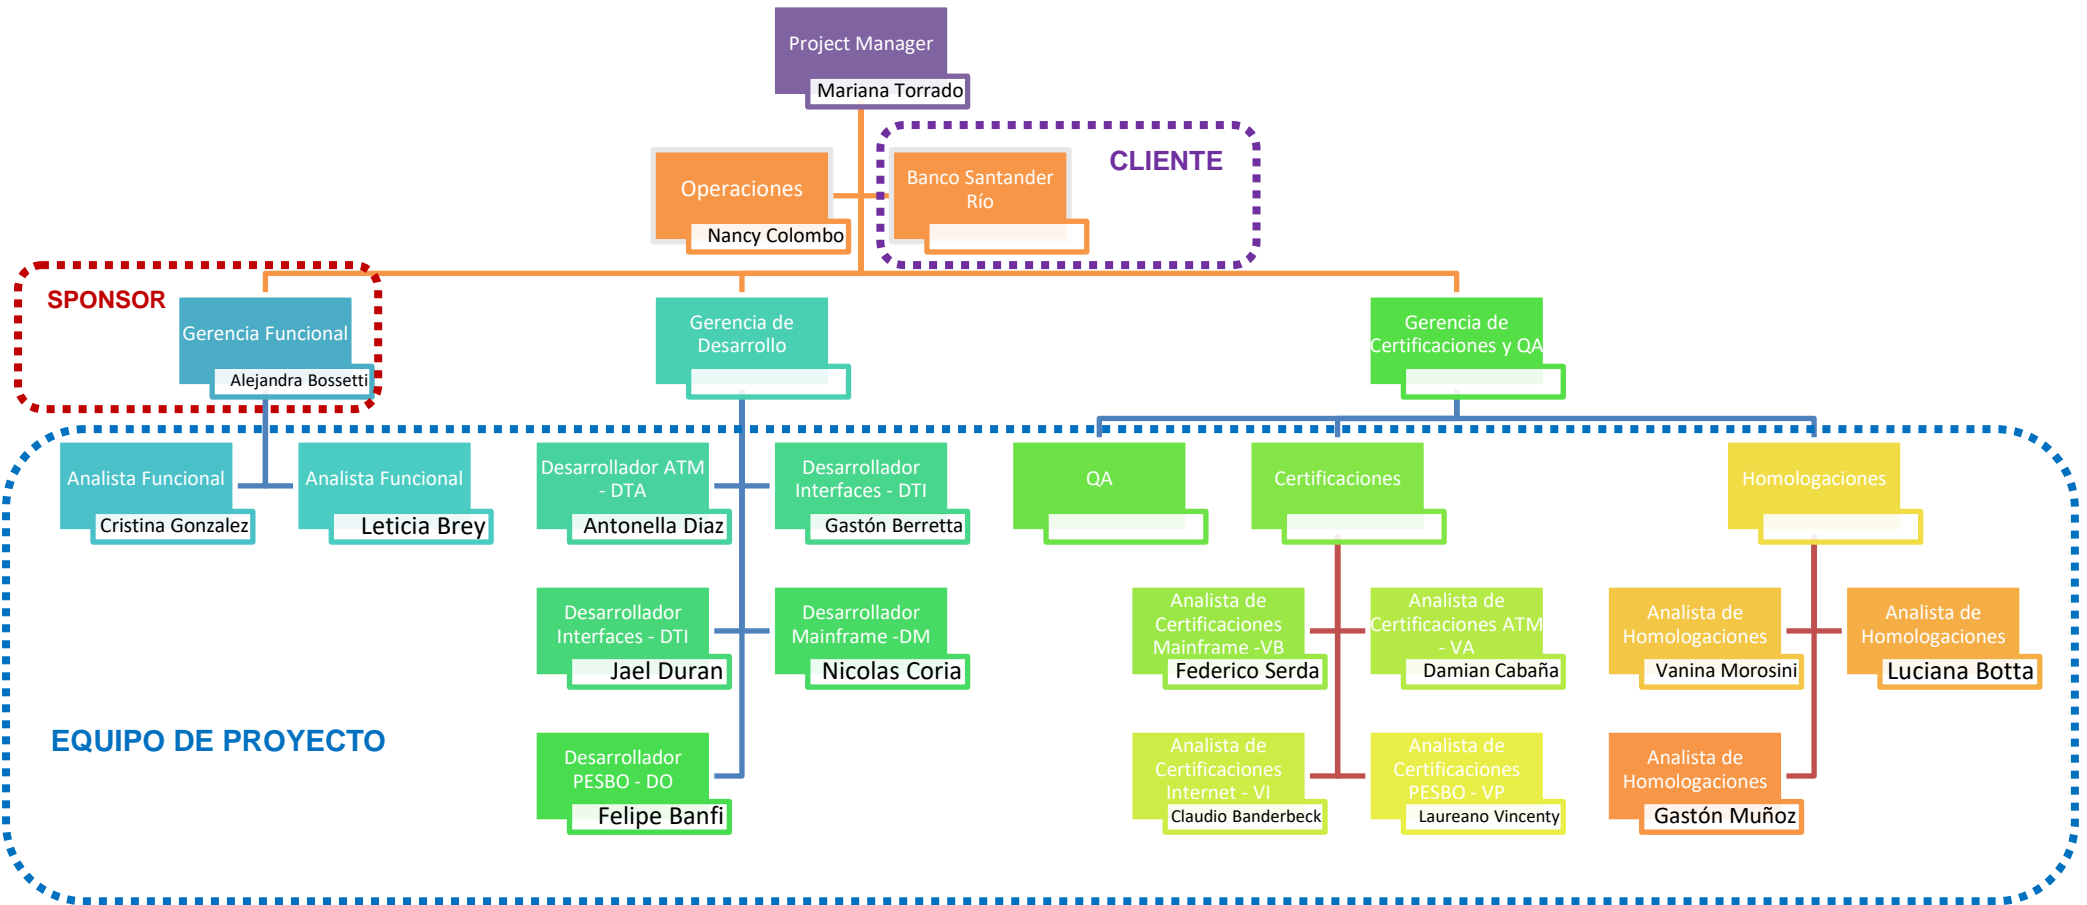 Project Manager
Mariana Torrado
CLIENTE
Operaciones
Nancy Colombo
Banco Santander
Río
SPONSOR
Gerencia Funcional
Alejandra Bossetti
Gerencia de
Desarrollo
Gerencia de
Certificaciones y QA
Analista Funcional
Cristina Gonzalez
Analista Funcional
Leticia Brey
Desarrollador ATM
- DTA
Antonella Diaz
Desarrollador
Interfaces - DTI
Gastón Berretta
QA
Certificaciones
Homologaciones
Desarrollador
Interfaces - DTI
Jael Duran
Desarrollador
Mainframe -DM
Nicolas Coria
Analista de
Certificaciones
Mainframe -VB
Federico Serda
Analista de
Certificaciones ATM
- VA
Damian Cabaña
Analista de
Homologaciones
Vanina Morosini
Analista de
Homologaciones
Luciana Botta
EQUIPO DE PROYECTO
Desarrollador
PESBO - DO
Felipe Banfi
Analista de
Certificaciones
Internet - VI
Claudio Banderbeck
Analista de
Certificaciones
PESBO - VP
Laureano Vincenty
Analista de
Homologaciones
Gastón Muñoz